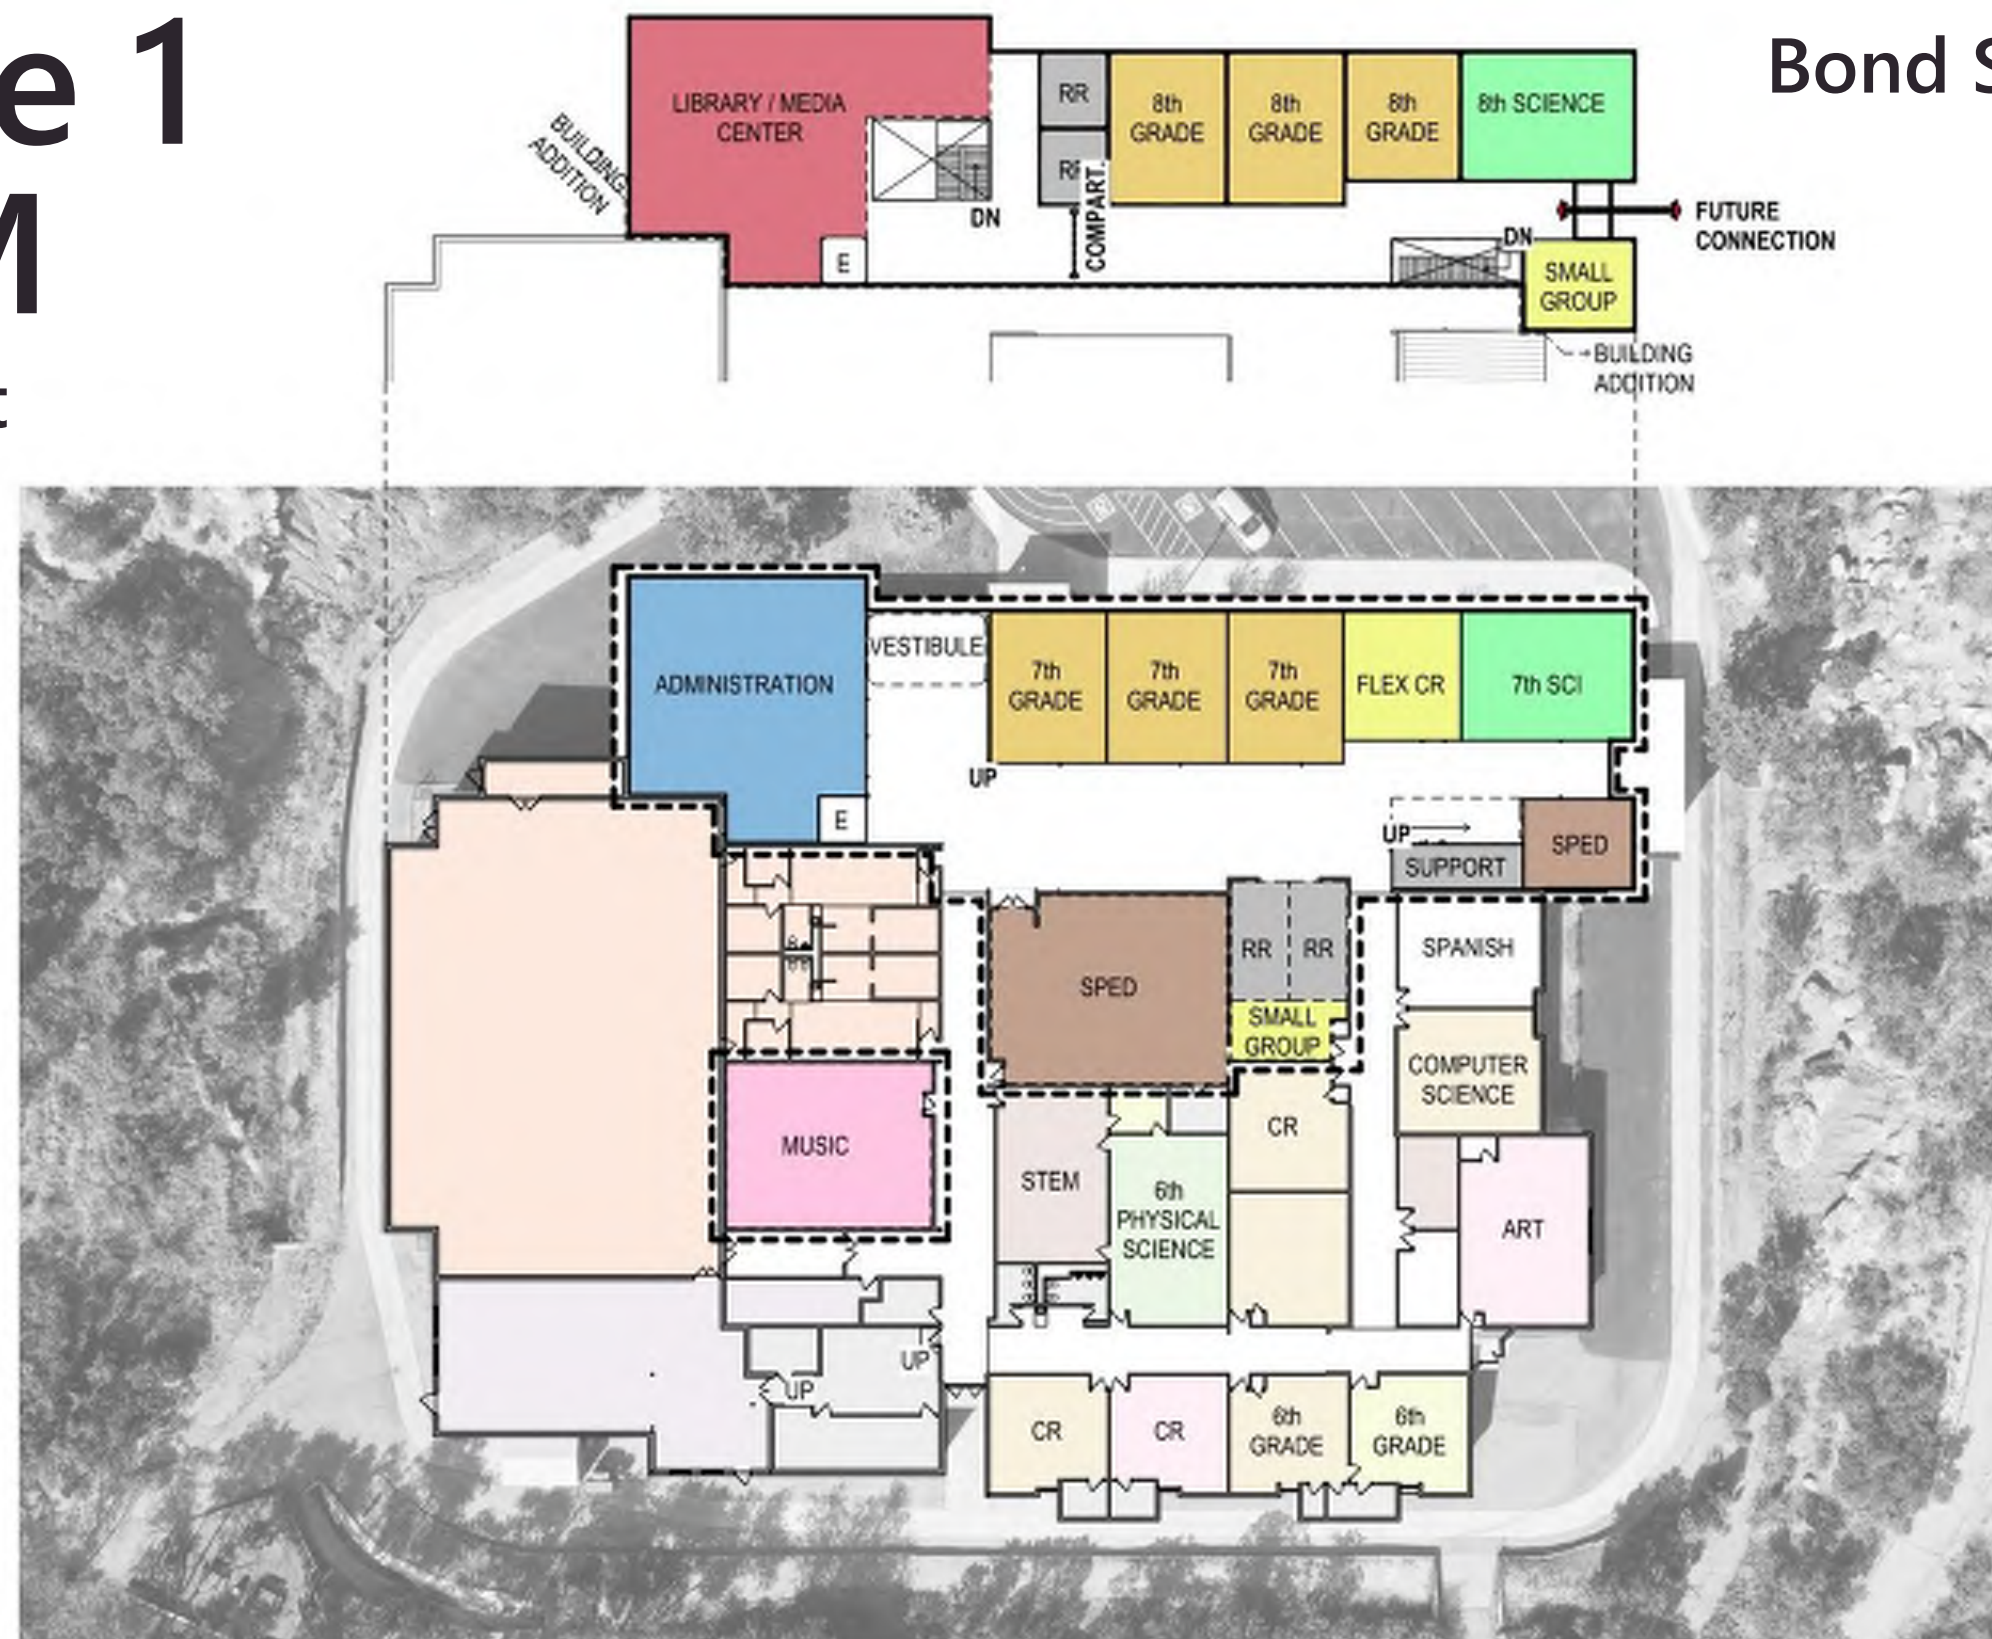 e 1
M
t
Bond S
LIBRARY / MEDIA
CENTER
BUILDING
ADDITION
RR
RR
COMPART.
8th
GRADE
8th
GRADE
8th
GRADE
8th SCIENCE
DN
E
DN
FUTURE
CONNECTION
SMALL
GROUP
BUILDING
ADDITION
ADMINISTRATION
VESTIBULE
7th
GRADE
7th
GRADE
7th
GRADE
FLEX CR
7th SCI
UP
E
UP
SUPPORT
SPED
SPED
RR
RR
SMALL
GROUP
SPANISH
COMPUTER
SCIENCE
MUSIC
STEM
6th
PHYSICAL
SCIENCE
CR
ART
UP
UP
CR
CR
6th
GRADE
6th
GRADE